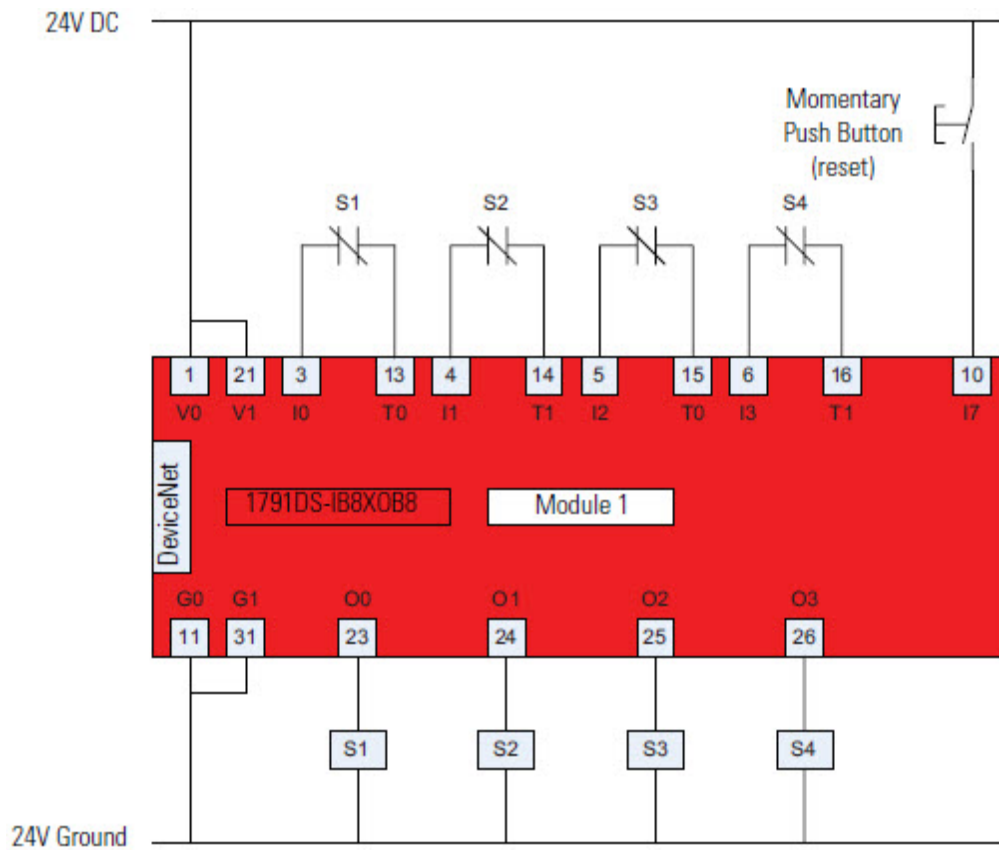 24V DC
Momentary
Push Button
(reset)
S1 S2 S3 S4
1 21 3 13 4 14 5 15 6 16 10
V0 V1 I0 T0 I1 T1 I2 T0 I3 T1 I7
DeviceNet
1791DS-IB8XOB8
Module 1
G0 G1 O0 O1 O2 O3
11 31 23 24 25 26
S1 S2 S3 S4
24V Ground